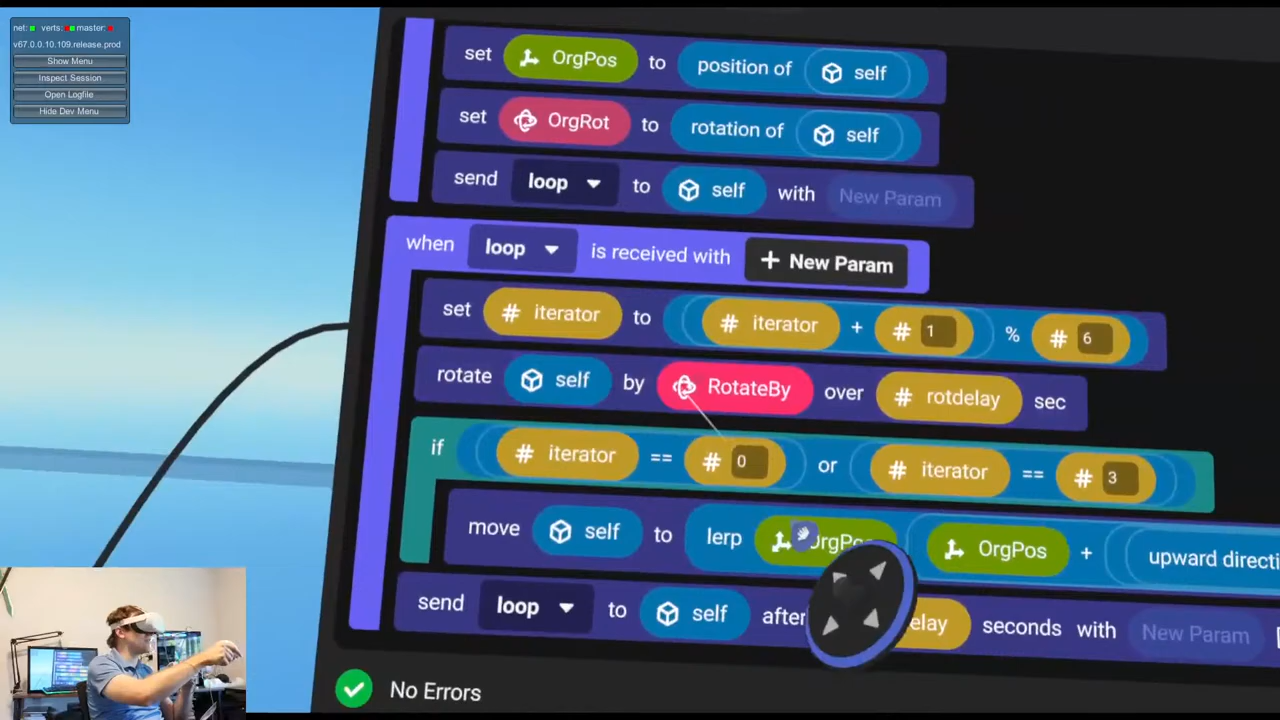 net: verts: master:
v67.0.0.10.109.release.prod
Show Menu
Inspect Session
Open Logfile
Hide Dev Menu
set OrgPos to position of self
set OrgRot to rotation of self
send loop to self with New Param
when loop is received with + New Param
set # iterator to # iterator + # 1 % # 6
rotate self by RotateBy over # rotdelay sec
if # iterator == # 0 or # iterator == # 3
move self to lerp OrgPos OrgPos + upward directi
send loop to self after elay seconds with New Param
No Errors